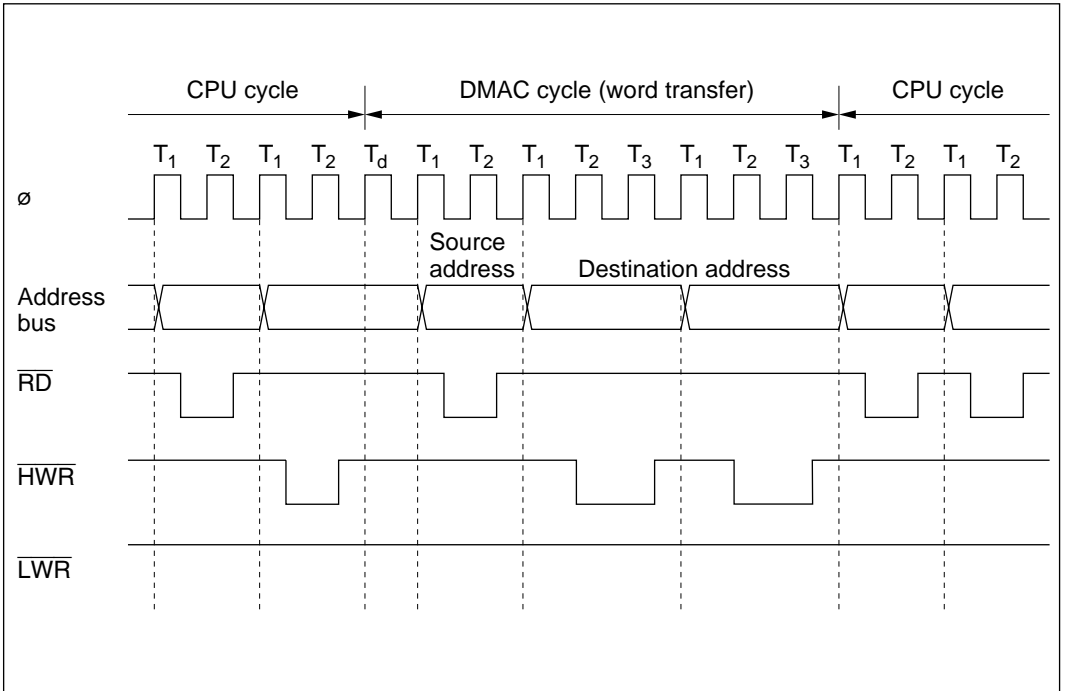 CPU cycle DMAC cycle (word transfer) CPU cycle
T1 T2 T1 T2 Td T1 T2 T1 T2 T3 T1 T2 T3 T1 T2 T1 T2
ø
Source
address Destination address
Address
bus
RD
HWR
LWR